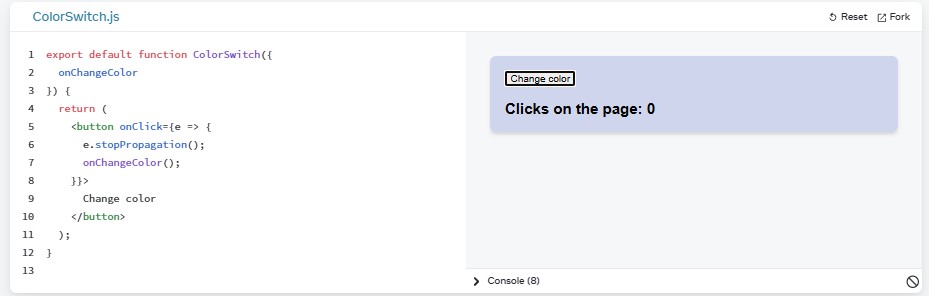 ColorSwitch.js
Reset
Fork
1 export default function ColorSwitch({
2   onChangeColor
3 }) {
4   return (
5     <button onClick={e => {
6       e.stopPropagation();
7       onChangeColor();
8     }}>
9       Change color
10     </button>
11   );
12 }
13
Change color
Clicks on the page: 0
Console (8)